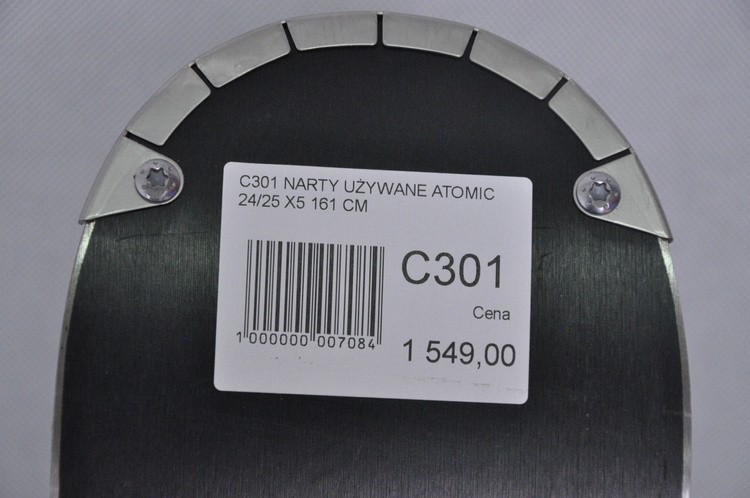 C301 NARTY UŻYWANE ATOMIC
24/25 X5 161 CM
C301
Cena
1 549,00
1 000000 007084